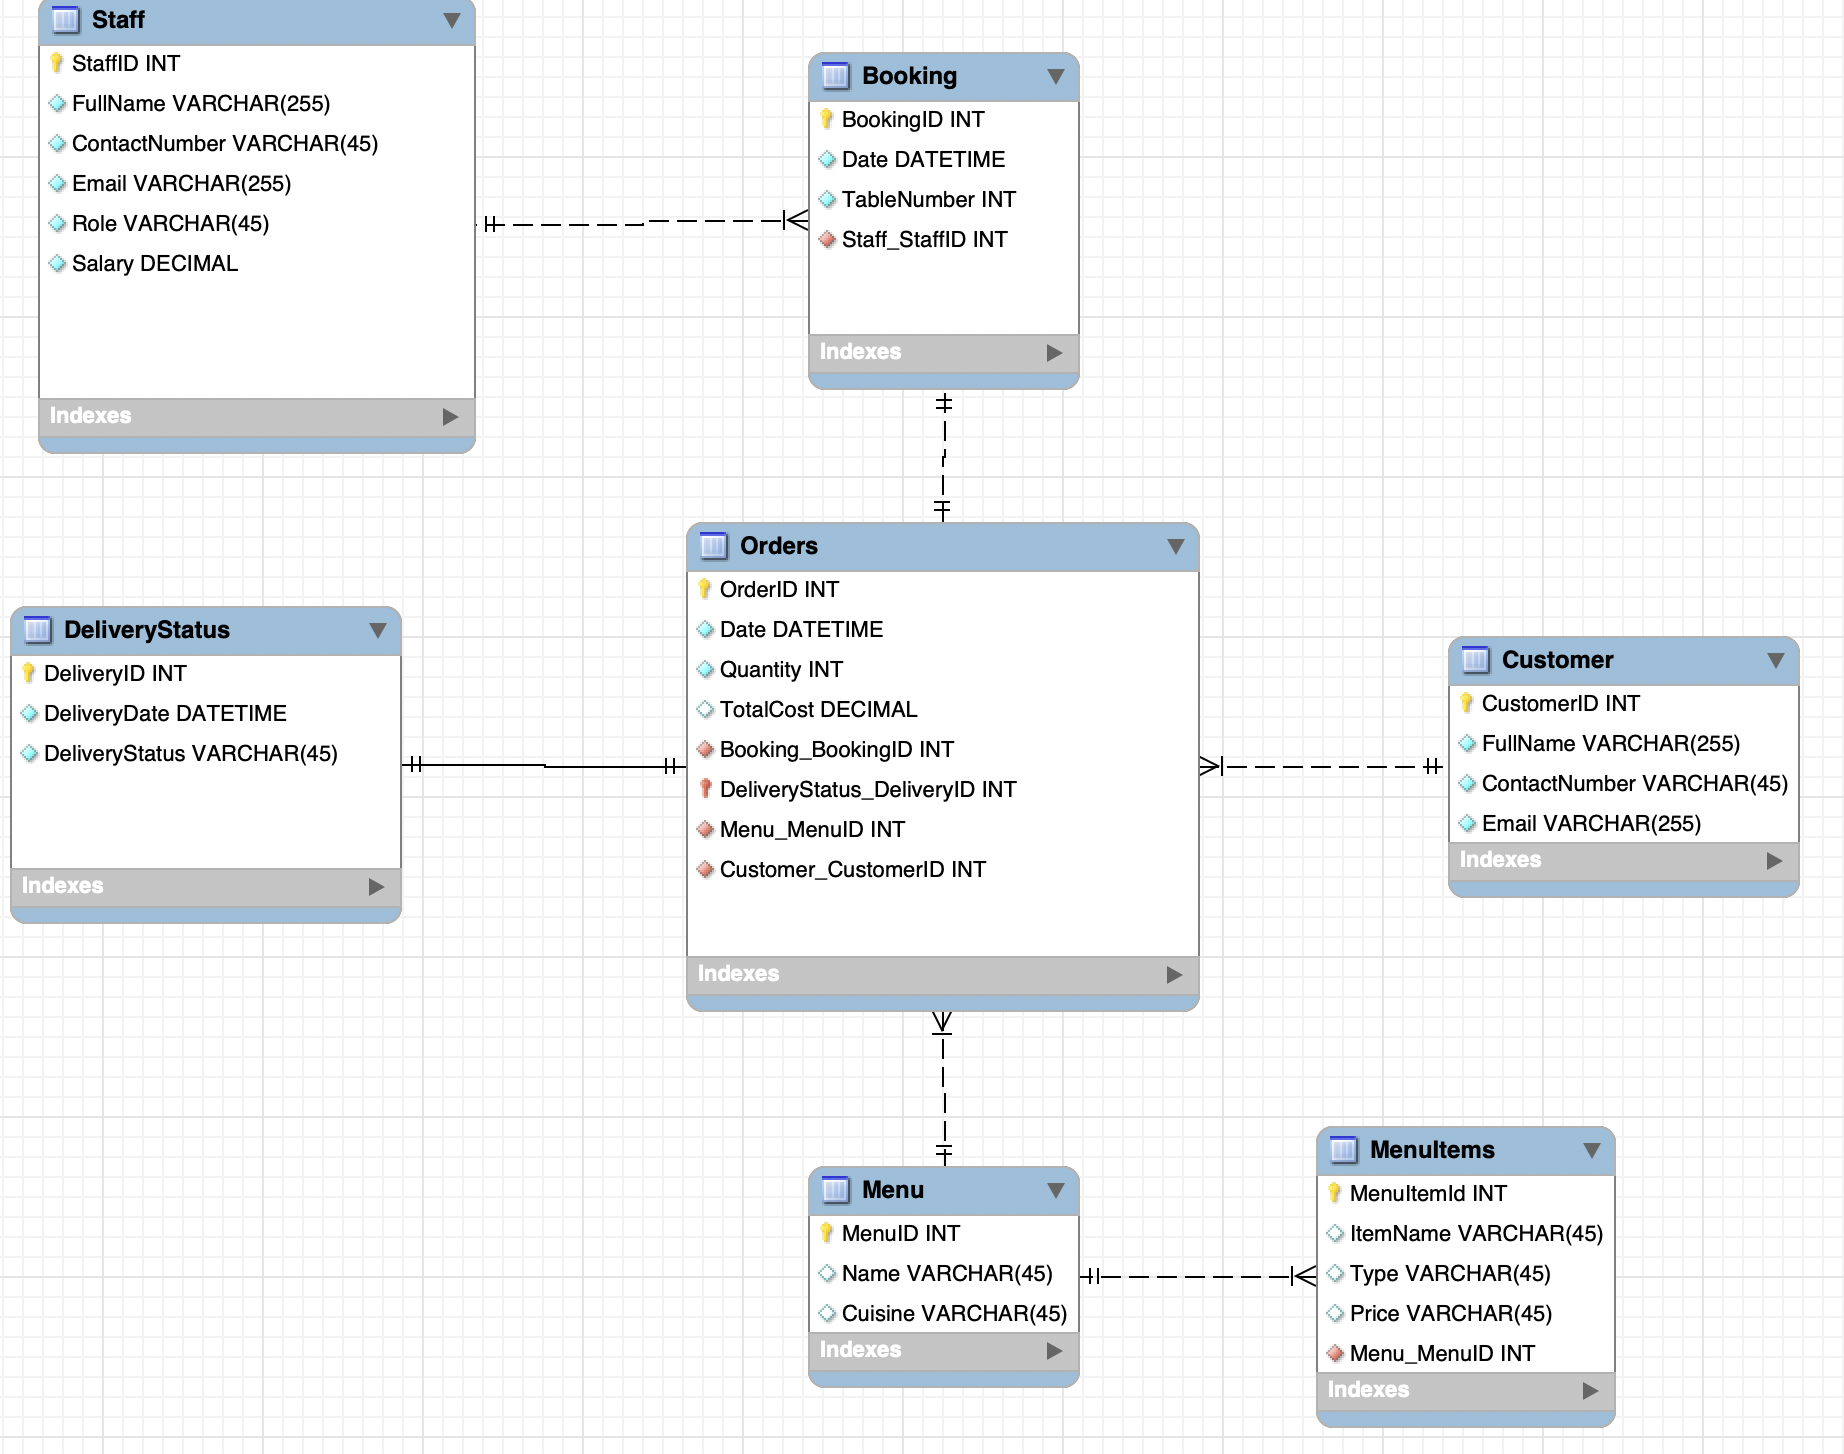 Staff
StaffID INT
FullName VARCHAR(255)
ContactNumber VARCHAR(45)
Email VARCHAR(255)
Role VARCHAR(45)
Salary DECIMAL
Indexes
Booking
BookingID INT
Date DATETIME
TableNumber INT
Staff_StaffID INT
Indexes
Orders
OrderID INT
Date DATETIME
Quantity INT
TotalCost DECIMAL
Booking_BookingID INT
DeliveryStatus_DeliveryID INT
Menu_MenuID INT
Customer_CustomerID INT
Indexes
DeliveryStatus
DeliveryID INT
DeliveryDate DATETIME
DeliveryStatus VARCHAR(45)
Indexes
Customer
CustomerID INT
FullName VARCHAR(255)
ContactNumber VARCHAR(45)
Email VARCHAR(255)
Indexes
Menu
MenuID INT
Name VARCHAR(45)
Cuisine VARCHAR(45)
Indexes
MenuItems
MenuItemId INT
ItemName VARCHAR(45)
Type VARCHAR(45)
Price VARCHAR(45)
Menu_MenuID INT
Indexes